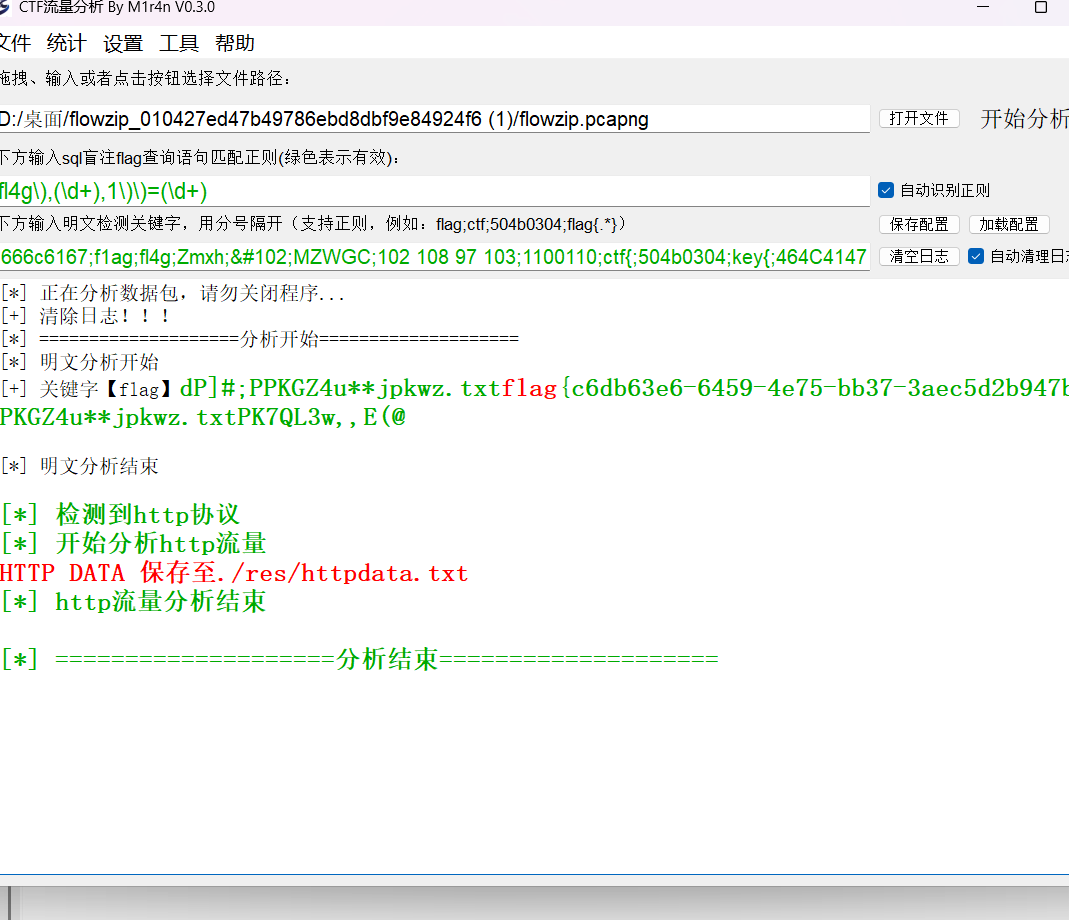 CTF流量分析 By M1r4n V0.3.0
文件 统计 设置 工具 帮助
拖拽、输入或者点击按钮选择文件路径：
D:/桌面/flowzip_010427ed47b49786ebd8dbf9e84924f6 (1)/flowzip.pcapng 打开文件 开始分析
下方输入sql盲注flag查询语句匹配正则(绿色表示有效)：
fl4g\),(\d+),1\)\)=(\d+) 自动识别正则
下方输入明文检测关键字，用分号隔开（支持正则，例如：flag;ctf;504b0304;flag{.*}） 保存配置 加载配置
666c6167;f1ag;fl4g;Zmxh;&#102;MZWGC;102 108 97 103;1100110;ctf{;504b0304;key{;464C4147 清空日志 自动清理日志
[*] 正在分析数据包，请勿关闭程序...
[+] 清除日志！！！
[*] ====================分析开始====================
[*] 明文分析开始
[+] 关键字【flag】dP]#;PPKGZ4u**jpkwz.txtflag{c6db63e6-6459-4e75-bb37-3aec5d2b947b
PKGZ4u**jpkwz.txtPK7QL3w,,E(@
[*] 明文分析结束
[*] 检测到http协议
[*] 开始分析http流量
HTTP DATA 保存至./res/httpdata.txt
[*] http流量分析结束
[*] ====================分析结束====================